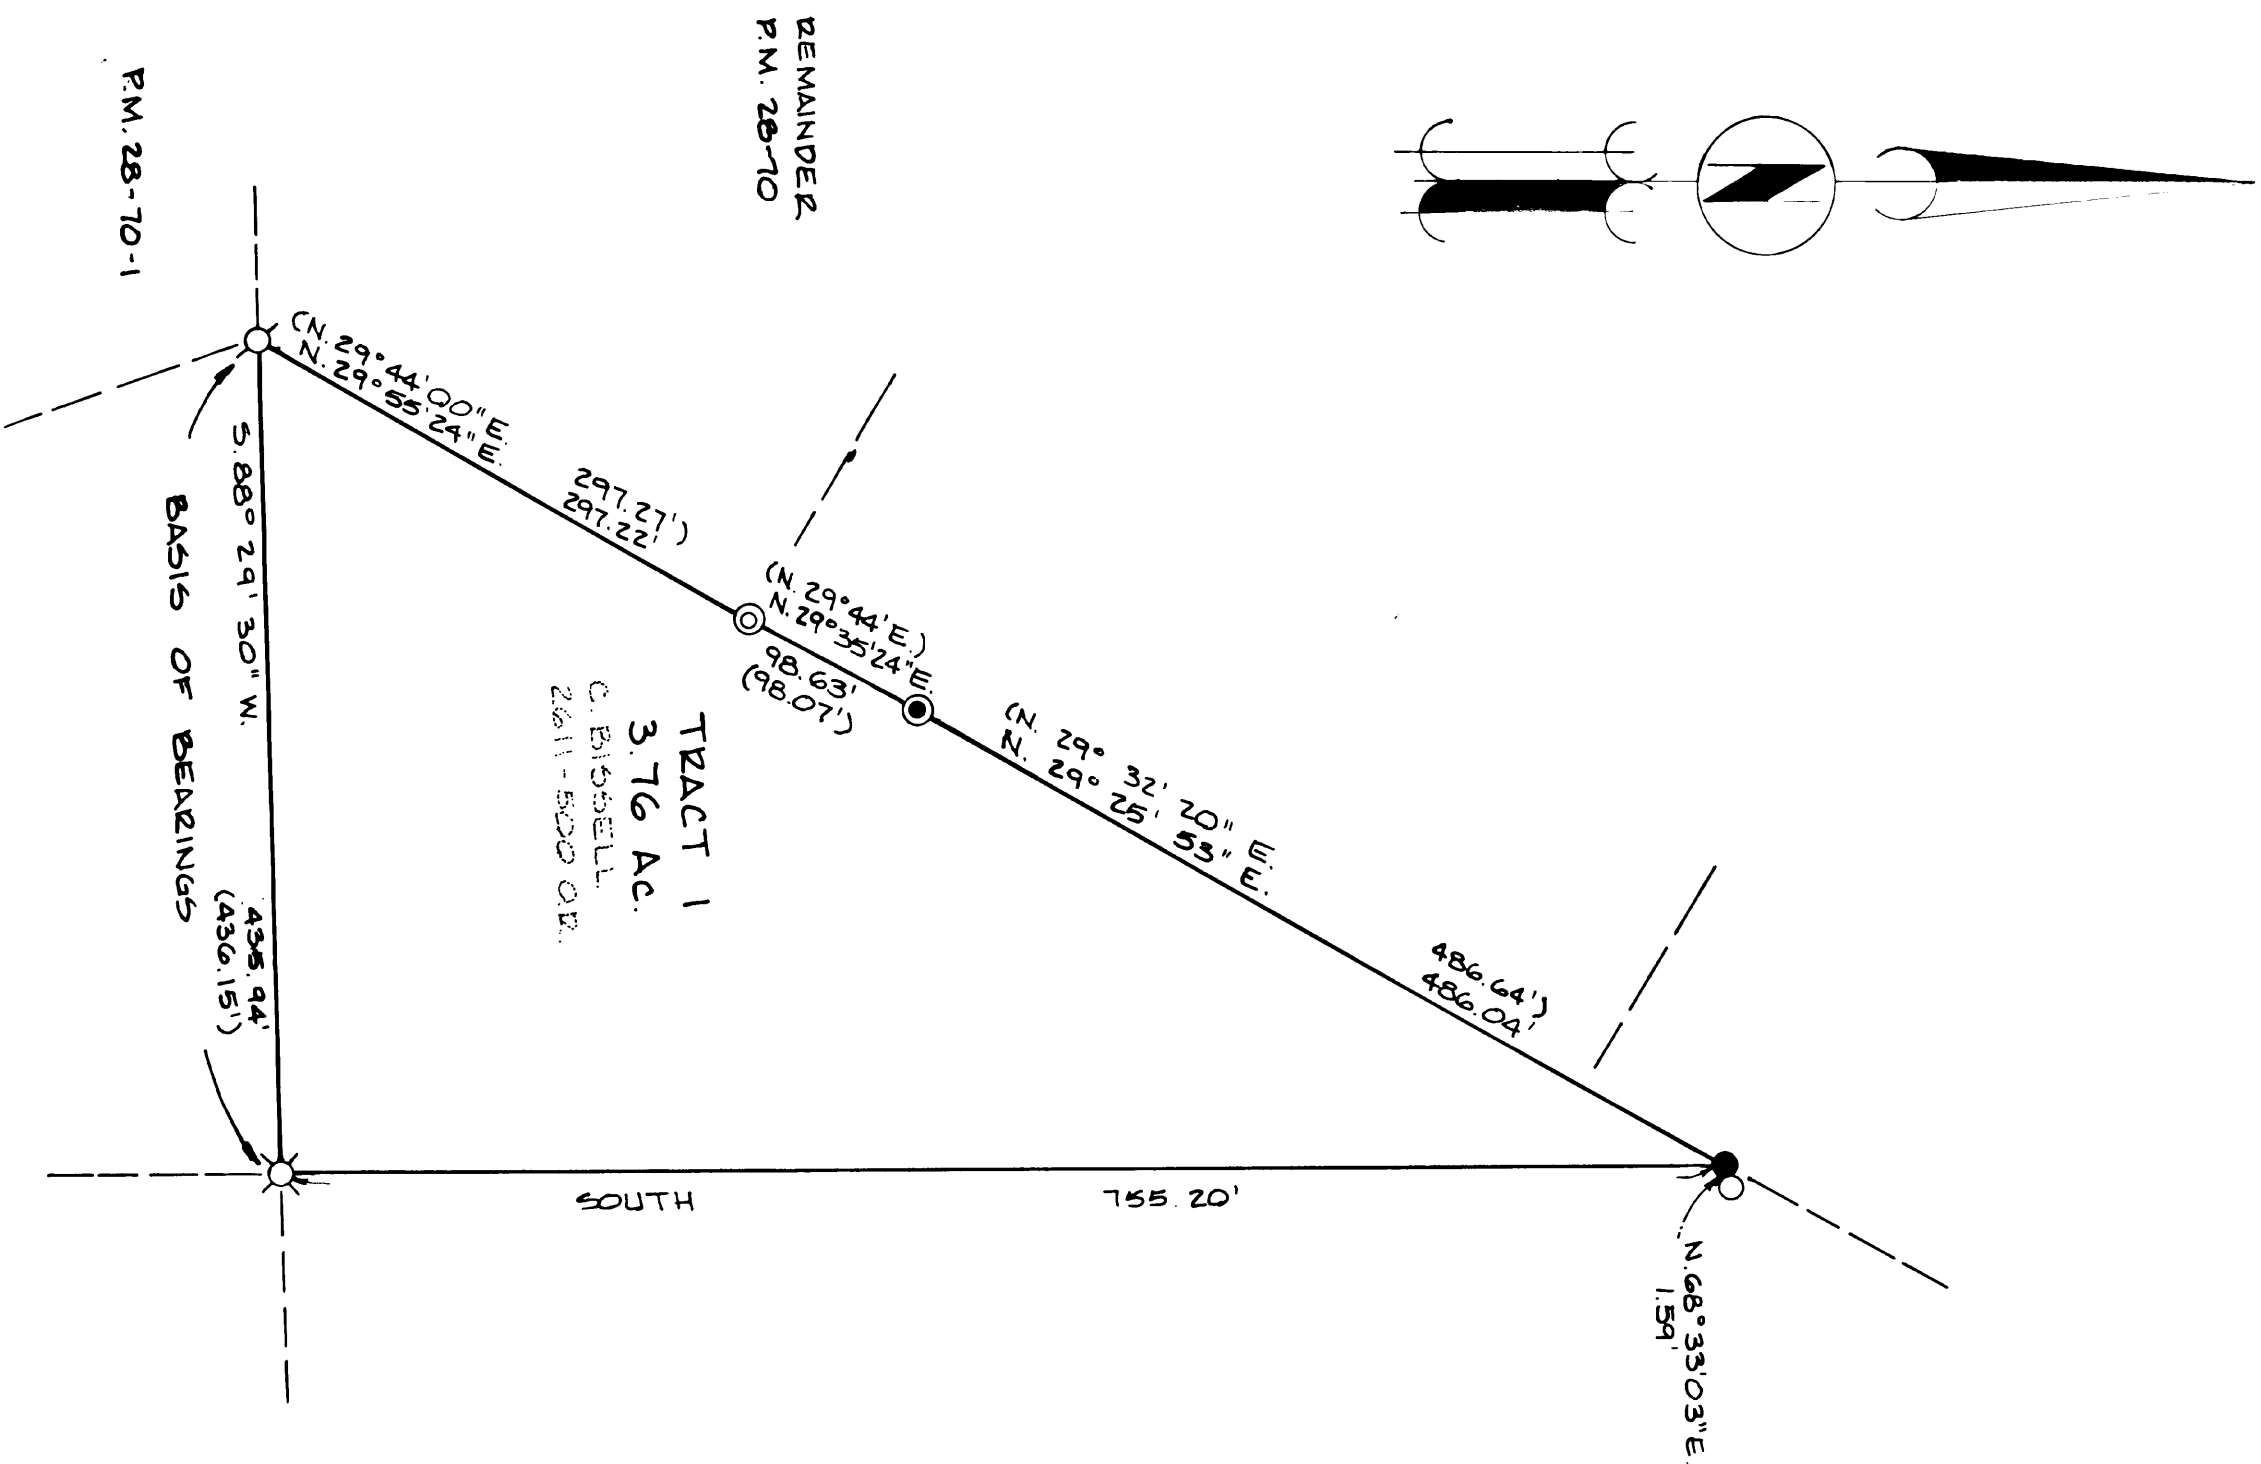 REMAINDER
P.M. 28-70
P.M. 28-70-1
(N. 29° 44' 00" E.
N. 29° 55' 24" E.
297.27')
297.22'
(N. 29°44' E.)
N. 29°35'24" E.
98.63'
(98.07')
(N. 29° 32' 20" E.
N. 29° 25' 53" E.
486.64')
486.04'
S. 88° 29' 30" W.
435.94'
(436.15')
BASIS OF BEARINGS
TRACT 1
3.76 AC.
C. BISSELL
2611-500 O.R.
SOUTH 755.20'
N. 68° 33' 03" E.
1.59'